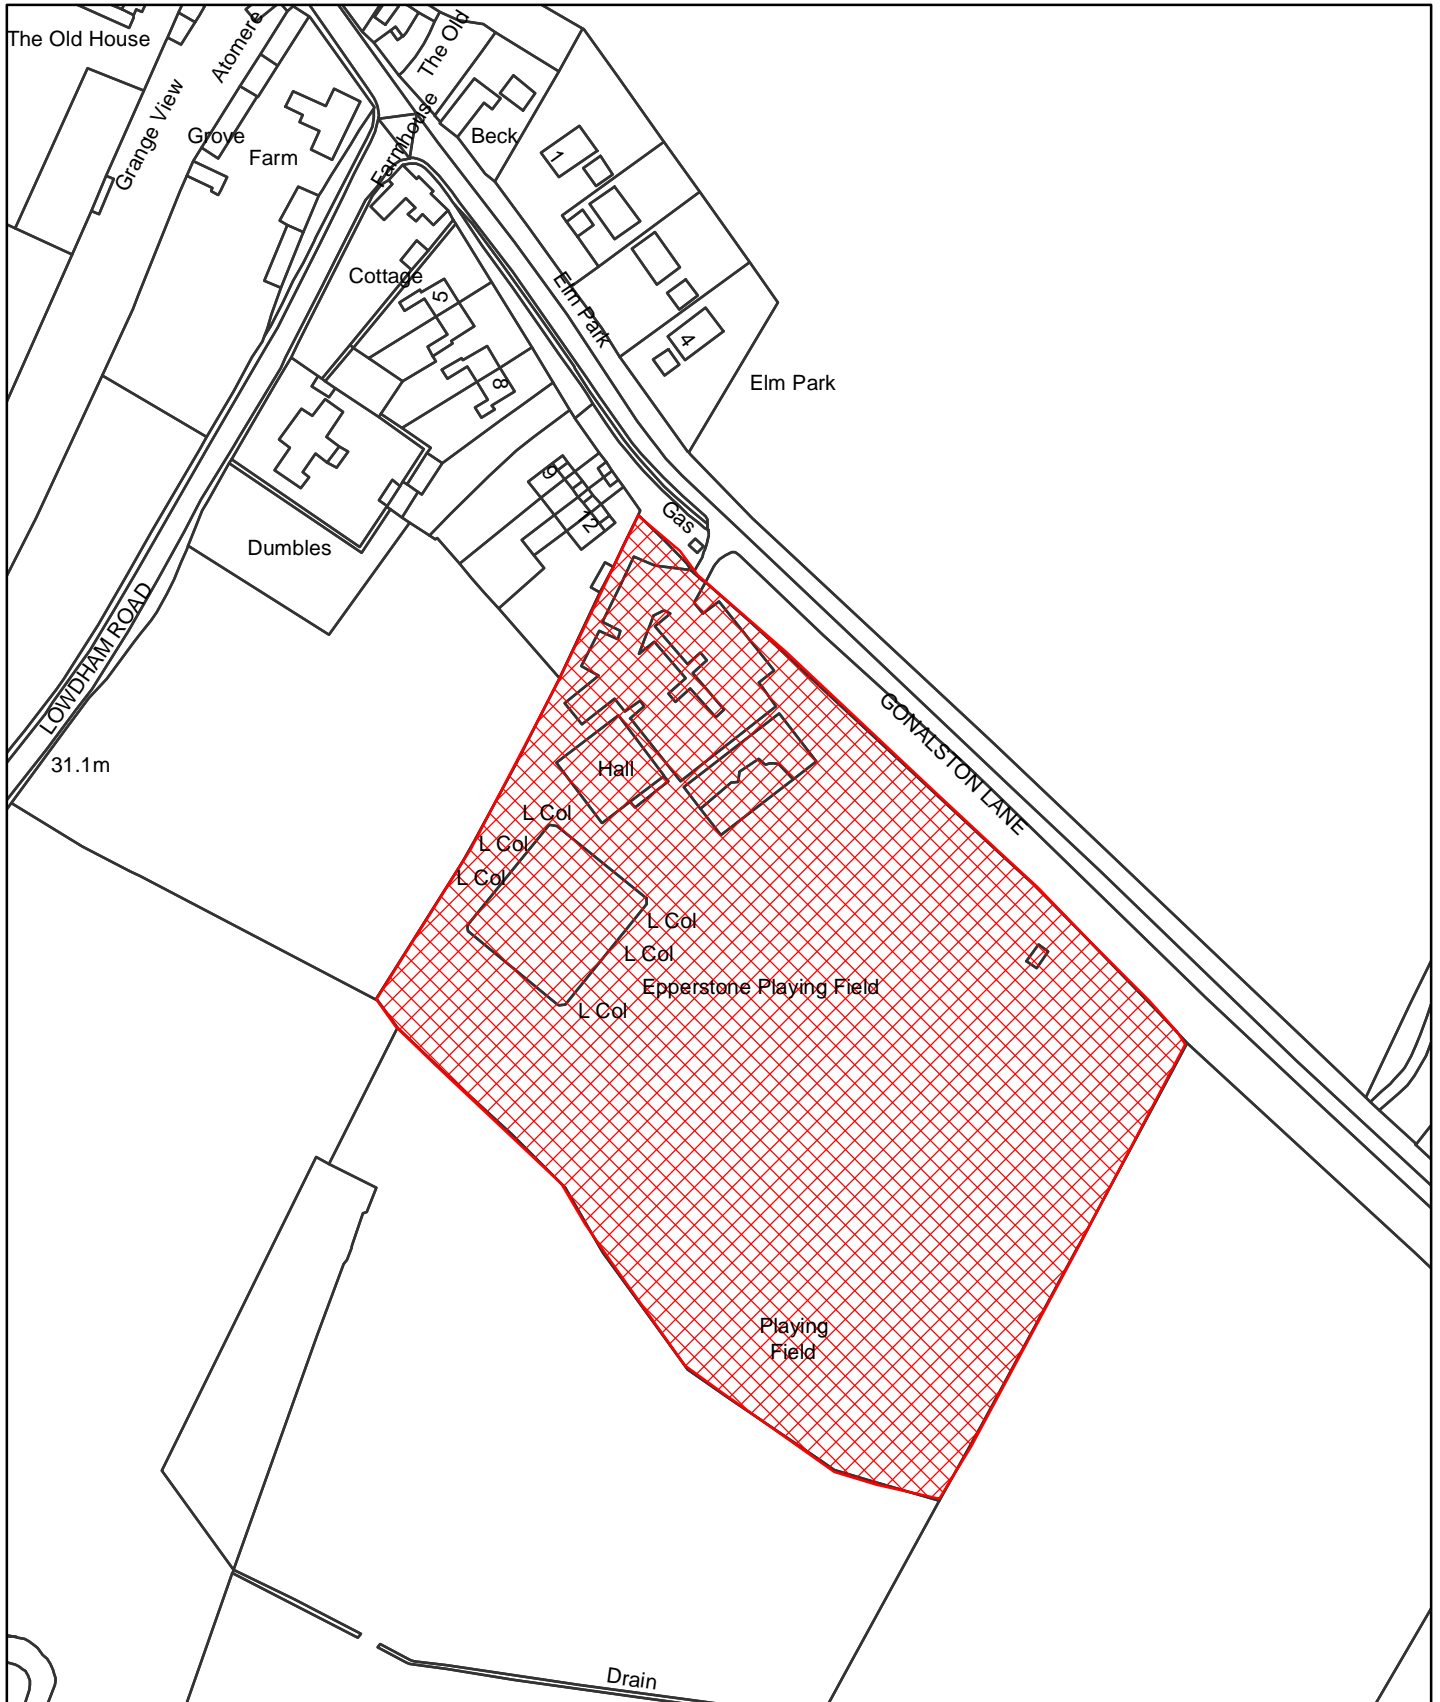 The Old House
Atomere
The Old
Grange View
Grove
Farm
Farmhouse
Beck
1
Cottage
5
Elm Park
4
8
Elm Park
9
12
Gas
Dumbles
LOWDHAM ROAD
31.1m
GONALSTON LANE
Hall
L Col
L Col
L Col
L Col
L Col
Epperstone Playing Field
L Col
Playing
Field
Drain